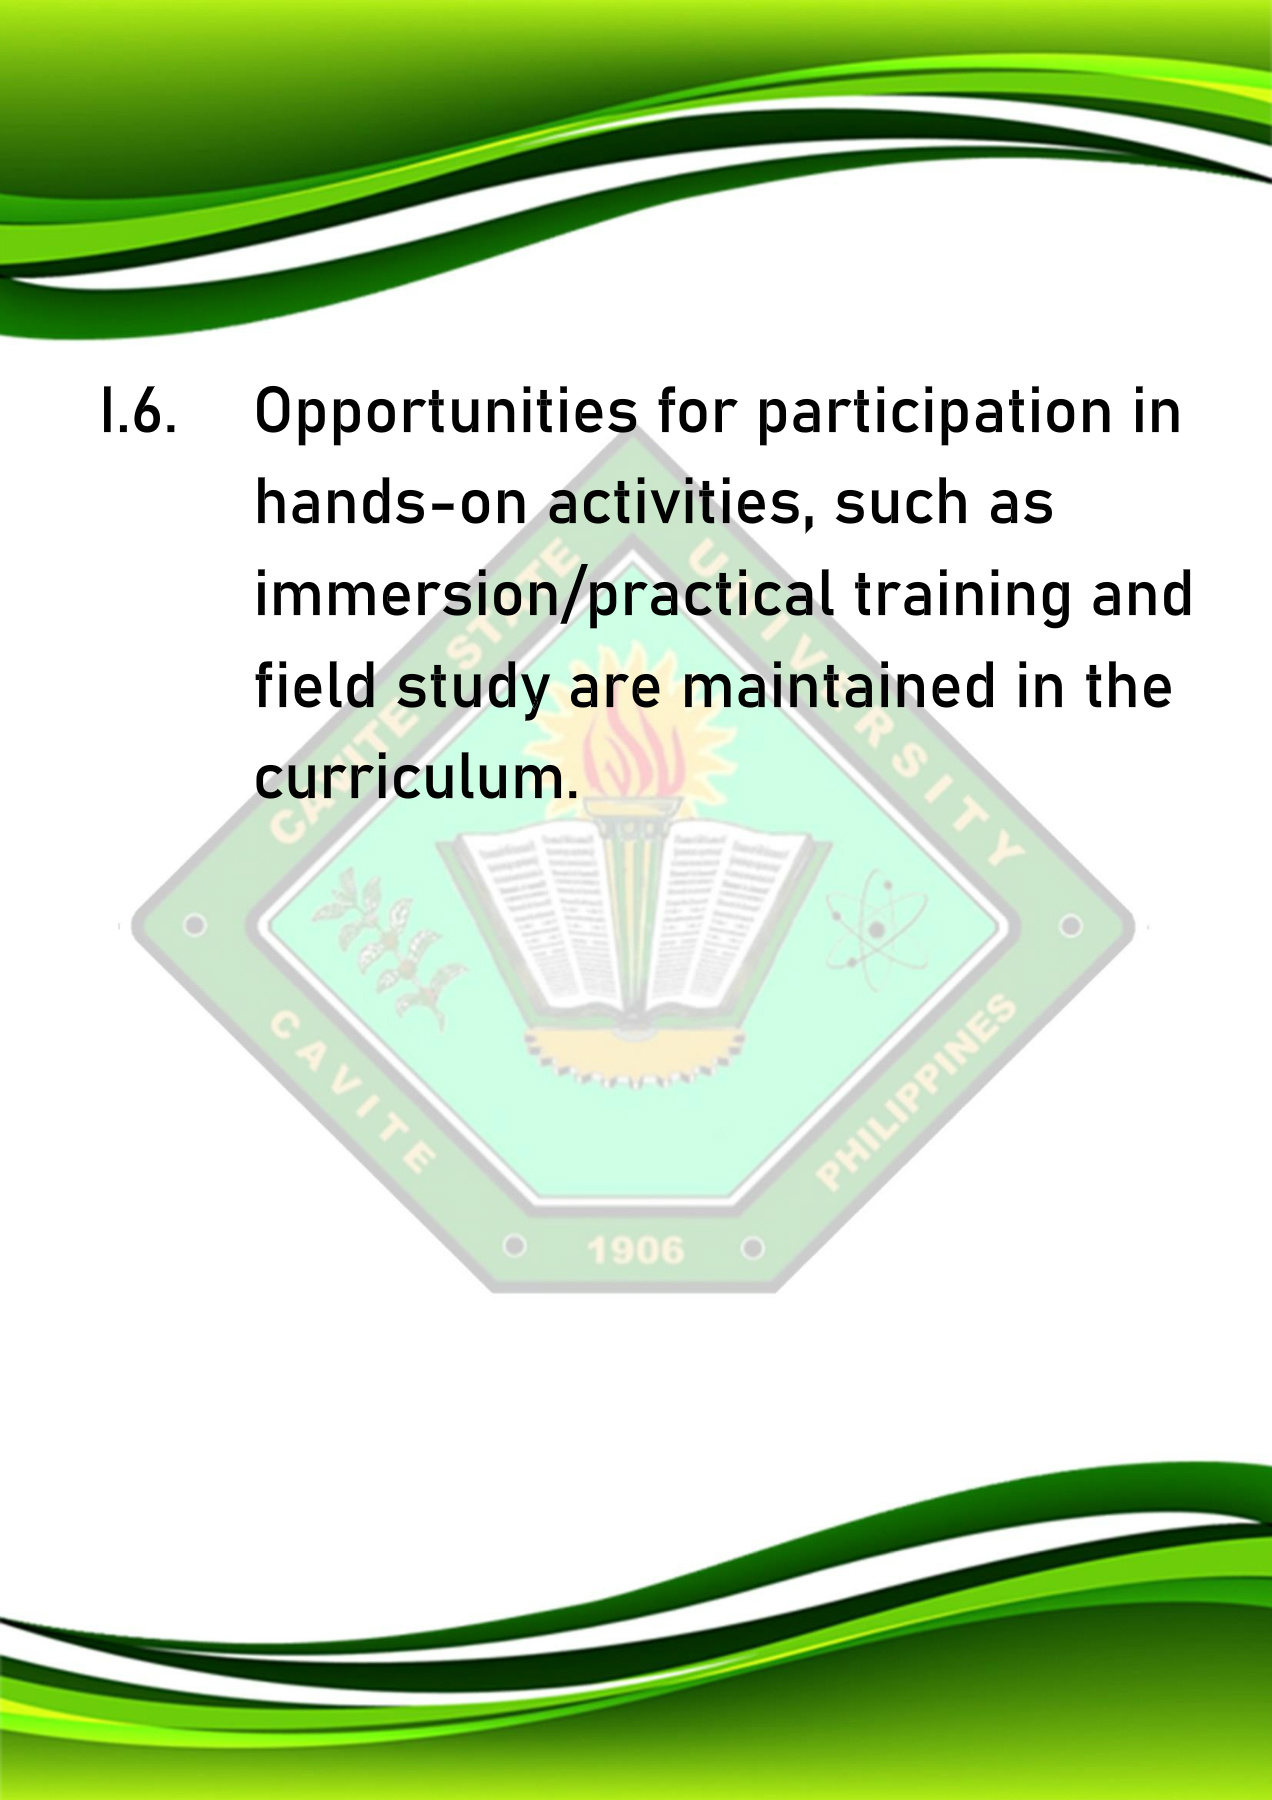 I.6. Opportunities for participation in
hands-on activities, such as
immersion/practical training and
field study are maintained in the
curriculum.
CAVITE STATE UNIVERSITY
CAVITE
PHILIPPINES
1906